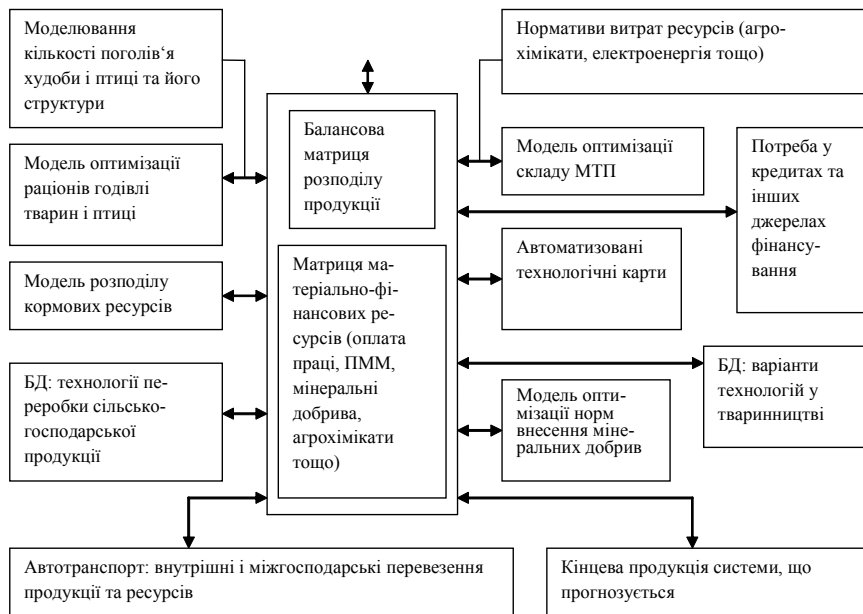 Моделювання
кількості поголів‘я
худоби і птиці та його
структури
Модель оптимізації
раціонів годівлі
тварин і птиці
Модель розподілу
кормових ресурсів
БД: технології пе-
реробки сільсько-
господарської
продукції
Балансова
матриця
розподілу
продукції
Матриця ма-
теріально-фі-
нансових ре-
сурсів (оплата
праці, ПММ,
мінеральні
добрива,
агрохімікати
тощо)
Нормативи витрат ресурсів (агро-
хімікати, електроенергія тощо)
Модель оптимізації
складу МТП
Потреба у
кредитах та
інших
джерелах
фінансу-
вання
Автоматизовані
технологічні карти
БД: варіанти
технологій у
тваринництві
Модель опти-
мізації норм
внесення міне-
ральних добрив
Автотранспорт: внутрішні і міжгосподарські перевезення
продукції та ресурсів
Кінцева продукція системи, що
прогнозується